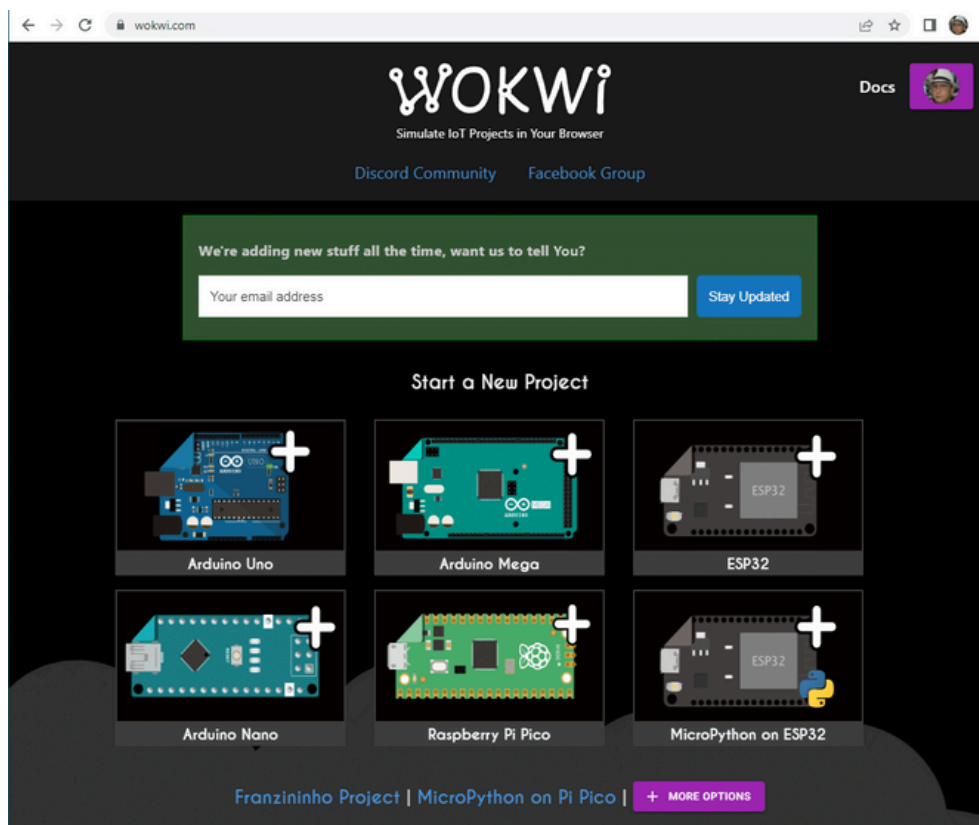 wokwi.com
WOKWi
Docs
Simulate IoT Projects in Your Browser
Discord Community Facebook Group
We're adding new stuff all the time, want us to tell You?
Your email address Stay Updated
Start a New Project
UNO
ESP32
Arduino Uno Arduino Mega ESP32
ESP32
Arduino Nano Raspberry Pi Pico MicroPython on ESP32
Franzininho Project | MicroPython on Pi Pico | + MORE OPTIONS